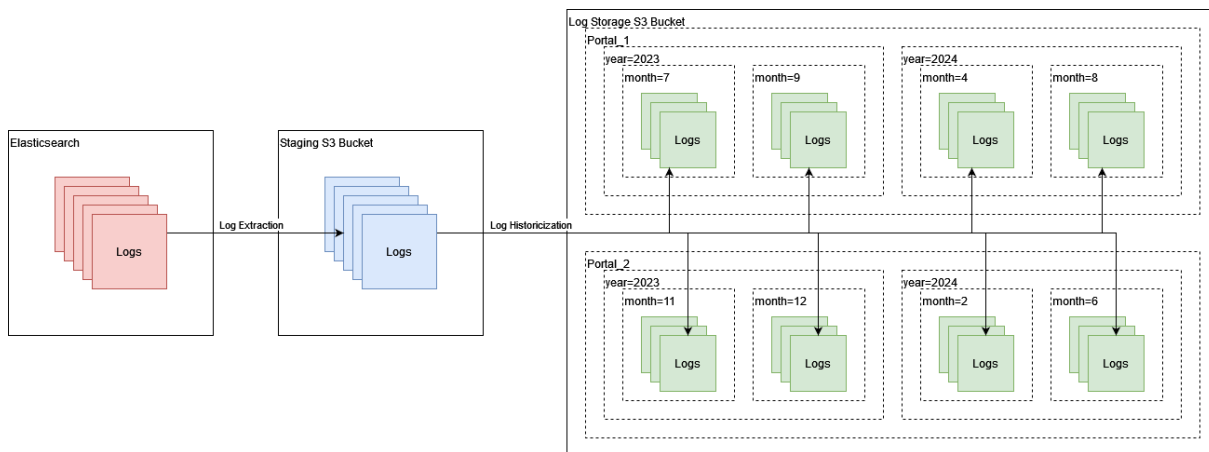 Elasticsearch
Logs
Log Extraction
Staging S3 Bucket
Logs
Log Historicization
Log Storage S3 Bucket
Portal_1
year=2023
month=7
Logs
month=9
Logs
year=2024
month=4
Logs
month=8
Logs
Portal_2
year=2023
month=11
Logs
month=12
Logs
year=2024
month=2
Logs
month=6
Logs